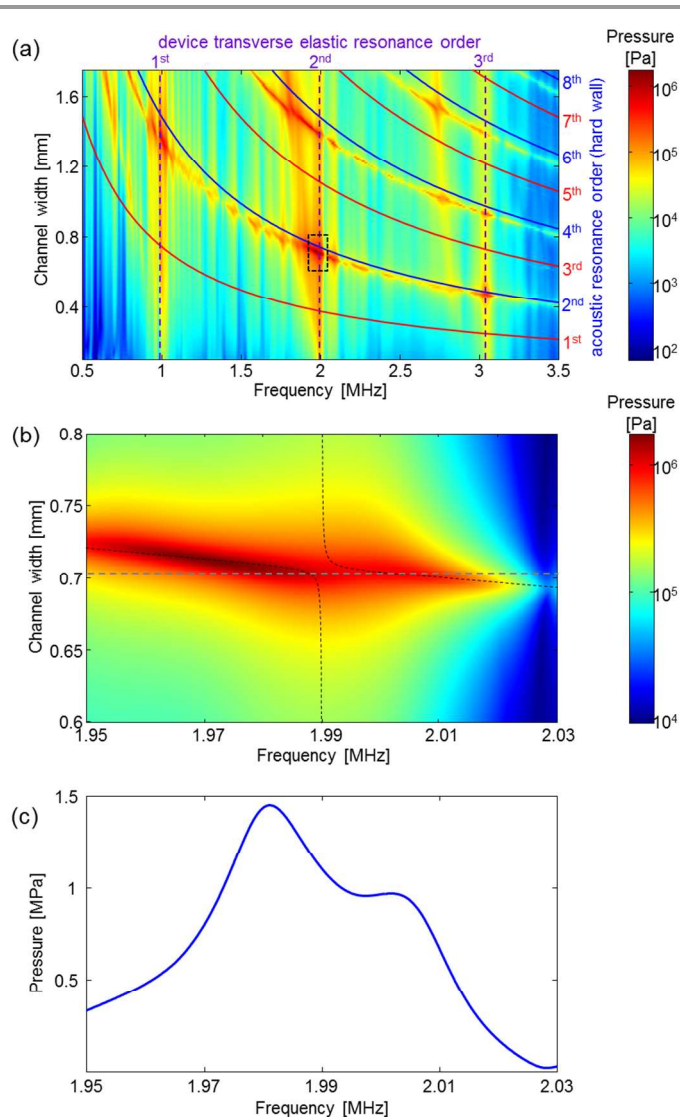 (a)
device transverse elastic resonance order
1st 2nd 3rd
Pressure
[Pa]
Channel width [mm]
1.6
1.2
0.8
0.4
0.5 1 1.5 2 2.5 3 3.5
Frequency [MHz]
8th
7th
6th
5th
4th
3rd
2nd
1st
acoustic resonance order (hard wall)
10^6
10^5
10^4
10^3
10^2
(b)
Pressure
[Pa]
Channel width [mm]
0.8
0.75
0.7
0.65
0.6
1.95 1.97 1.99 2.01 2.03
Frequency [MHz]
10^6
10^5
10^4
(c)
Pressure [MPa]
1.5
1
0.5
1.95 1.97 1.99 2.01 2.03
Frequency [MHz]